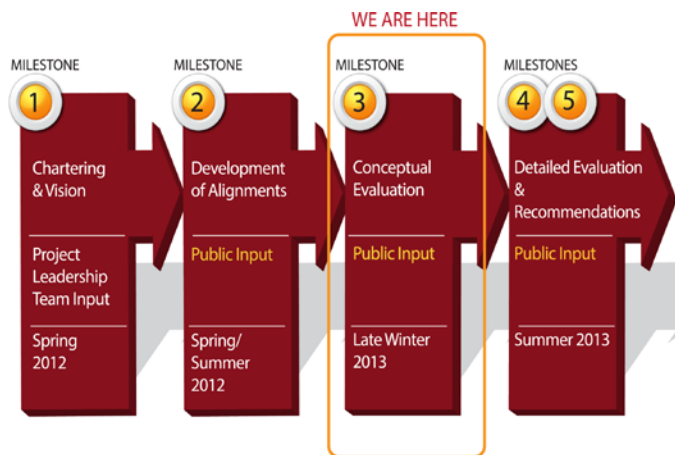 WE ARE HERE
MILESTONE
1
Chartering
& Vision
Project
Leadership
Team Input
Spring
2012
MILESTONE
2
Development
of Alignments
Public Input
Spring/
Summer
2012
MILESTONE
3
Conceptual
Evaluation
Public Input
Late Winter
2013
MILESTONES
4 5
Detailed Evaluation
&
Recommendations
Public Input
Summer 2013